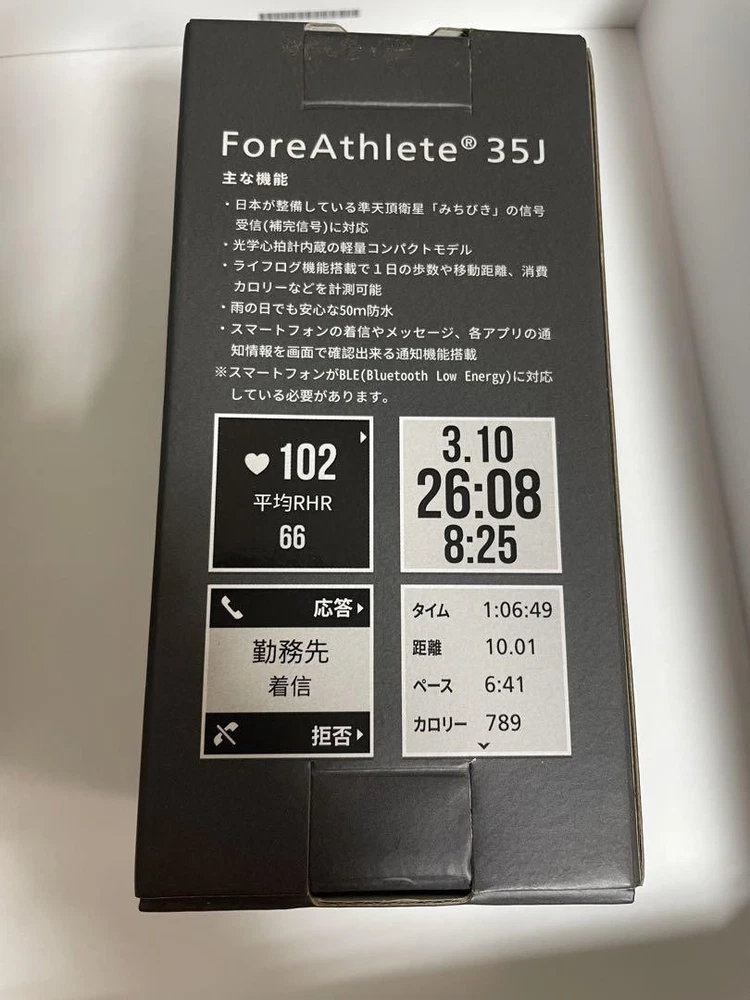 ForeAthlete® 35J
主な機能
・日本が整備している準天頂衛星「みちびき」の信号
受信(補完信号)に対応
・光学心拍計内蔵の軽量コンパクトモデル
・ライフログ機能搭載で1日の歩数や移動距離、消費
カロリーなどを計測可能
・雨の日でも安心な50m防水
・スマートフォンの着信やメッセージ、各アプリの通
知情報を画面で確認出来る通知機能搭載
※スマートフォンがBLE(Bluetooth Low Energy)に対応
している必要があります。
102
平均RHR
66
3.10
26:08
8:25
応答
勤務先
着信
拒否
タイム 1:06:49
距離 10.01
ペース 6:41
カロリー 789